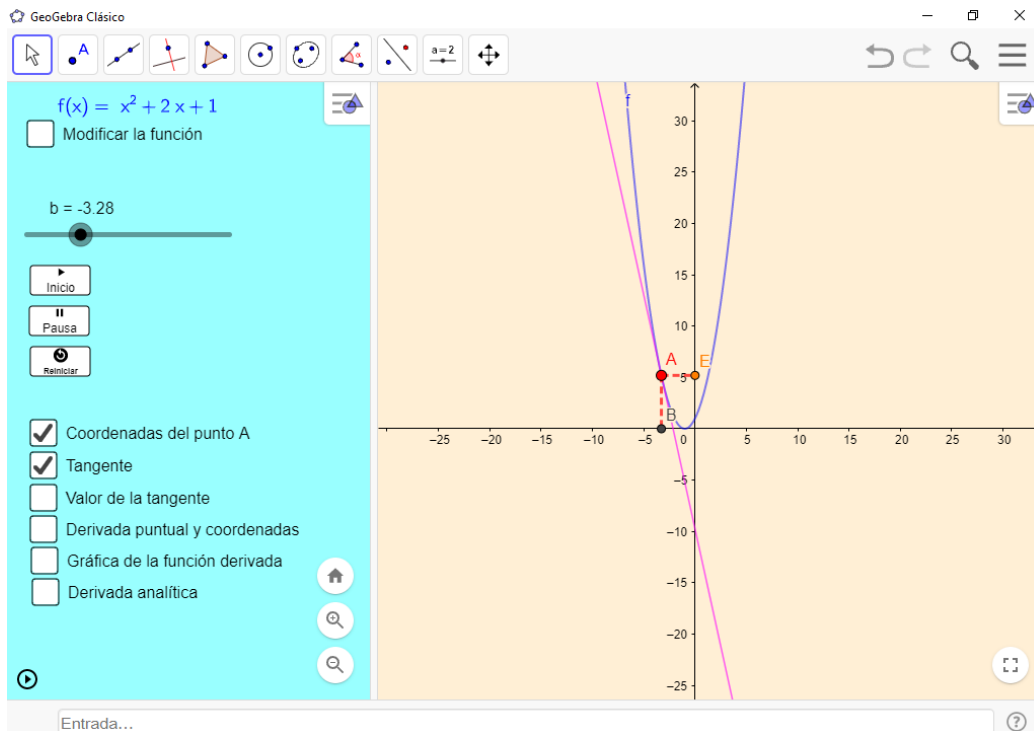 GeoGebra Clásico
A
α
a=2
f(x) = x² + 2 x + 1
Modificar la función
b = -3.28
Inicio
Pausa
Reiniciar
Coordenadas del punto A
Tangente
Valor de la tangente
Derivada puntual y coordenadas
Gráfica de la función derivada
Derivada analítica
f
30
25
20
15
10
5
A
E
B
−25 −20 −15 −10 −5 0 5 10 15 20 25 30
−5
−10
−15
−20
−25
Entrada...
?